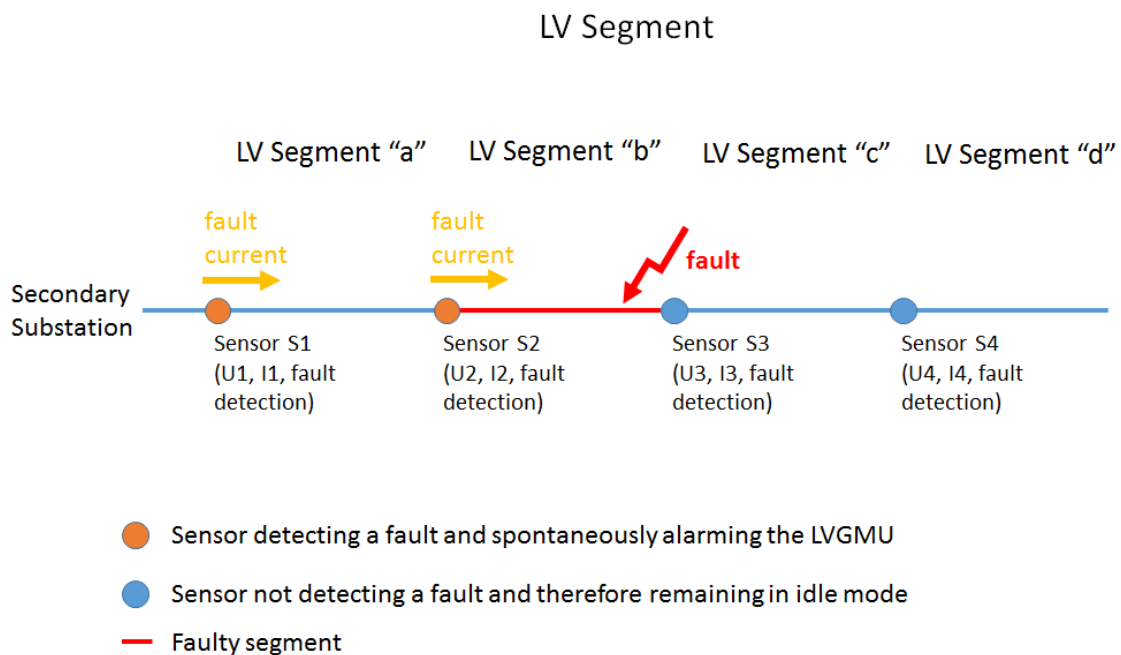 LV Segment
LV Segment “a”
LV Segment “b”
LV Segment “c”
LV Segment “d”
fault
current
fault
current
fault
Secondary
Substation
Sensor S1
(U1, I1, fault
detection)
Sensor S2
(U2, I2, fault
detection)
Sensor S3
(U3, I3, fault
detection)
Sensor S4
(U4, I4, fault
detection)
Sensor detecting a fault and spontaneously alarming the LVGMU
Sensor not detecting a fault and therefore remaining in idle mode
Faulty segment